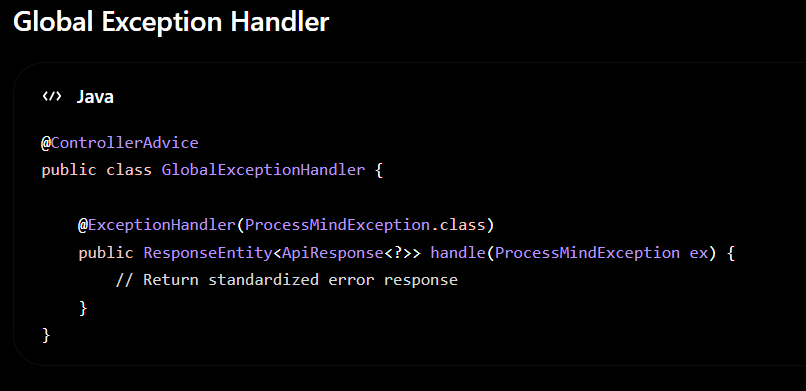 Global Exception Handler
</> Java
@ControllerAdvice
public class GlobalExceptionHandler {
@ExceptionHandler(ProcessMindException.class)
public ResponseEntity<ApiResponse<?>> handle(ProcessMindException ex) {
// Return standardized error response
}
}